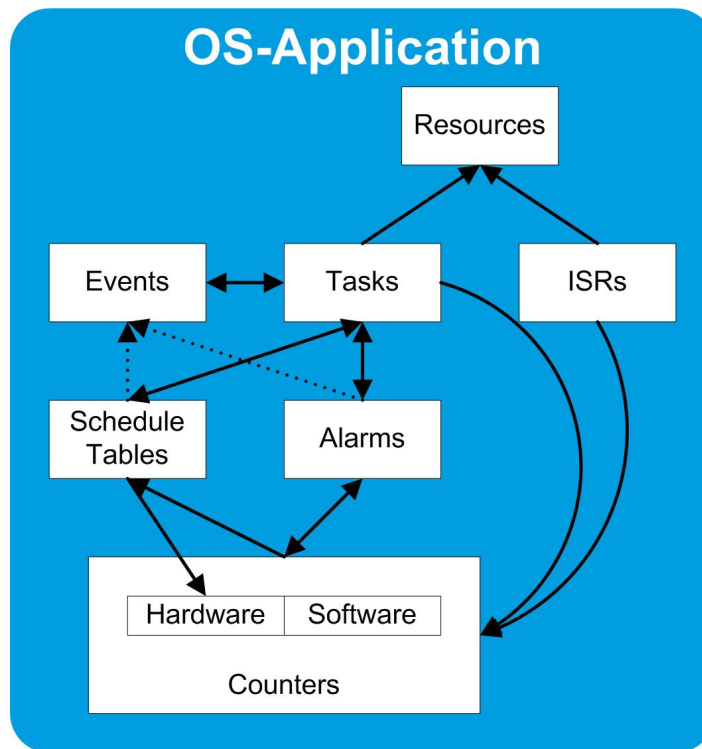 OS-Application
Resources
Events
Tasks
ISRs
Schedule
Tables
Alarms
Hardware
Software
Counters